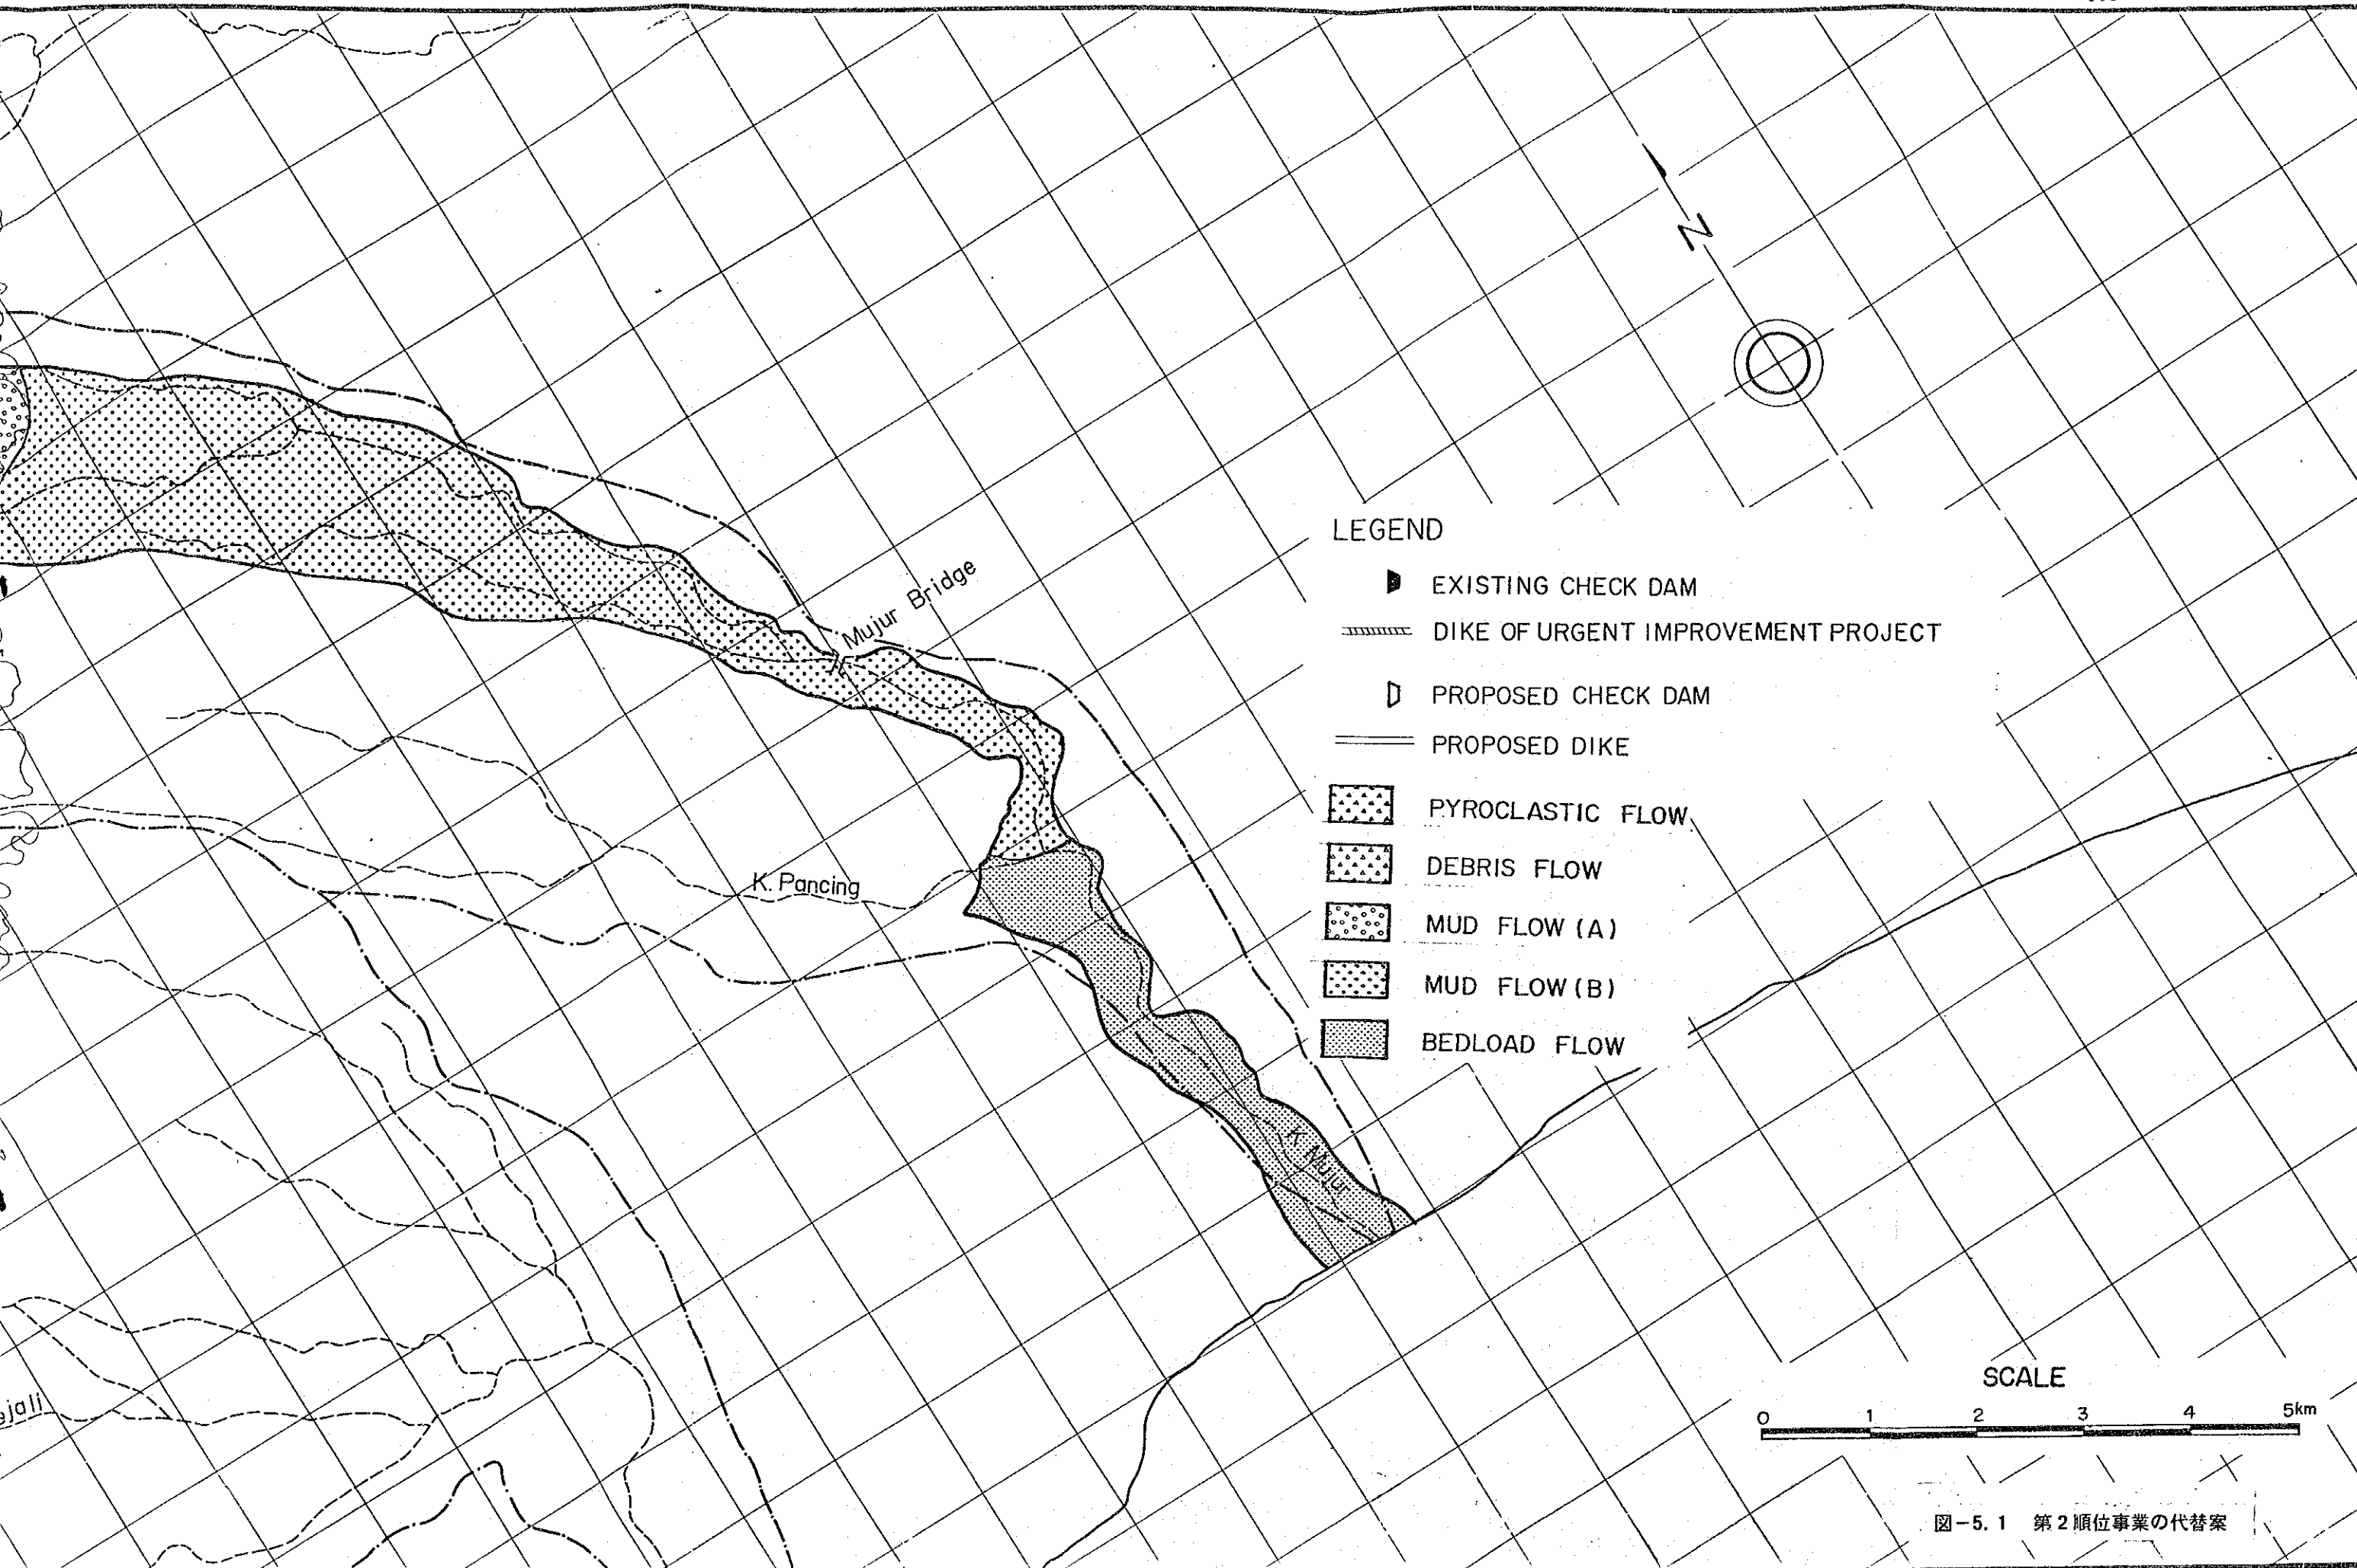 N
Mujur Bridge
K. Pancing
K. Mujur
ejali
LEGEND
EXISTING CHECK DAM
DIKE OF URGENT IMPROVEMENT PROJECT
PROPOSED CHECK DAM
PROPOSED DIKE
PYROCLASTIC FLOW
DEBRIS FLOW
MUD FLOW (A)
MUD FLOW (B)
BEDLOAD FLOW
SCALE
0 1 2 3 4 5km
図-5. 1 第2順位事業の代替案